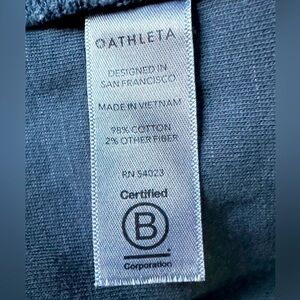 ATHLETA
DESIGNED IN
SAN FRANCISCO
MADE IN VIETNAM
98% COTTON
2% OTHER FIBER
RN 54023
Certified
B
Corporation